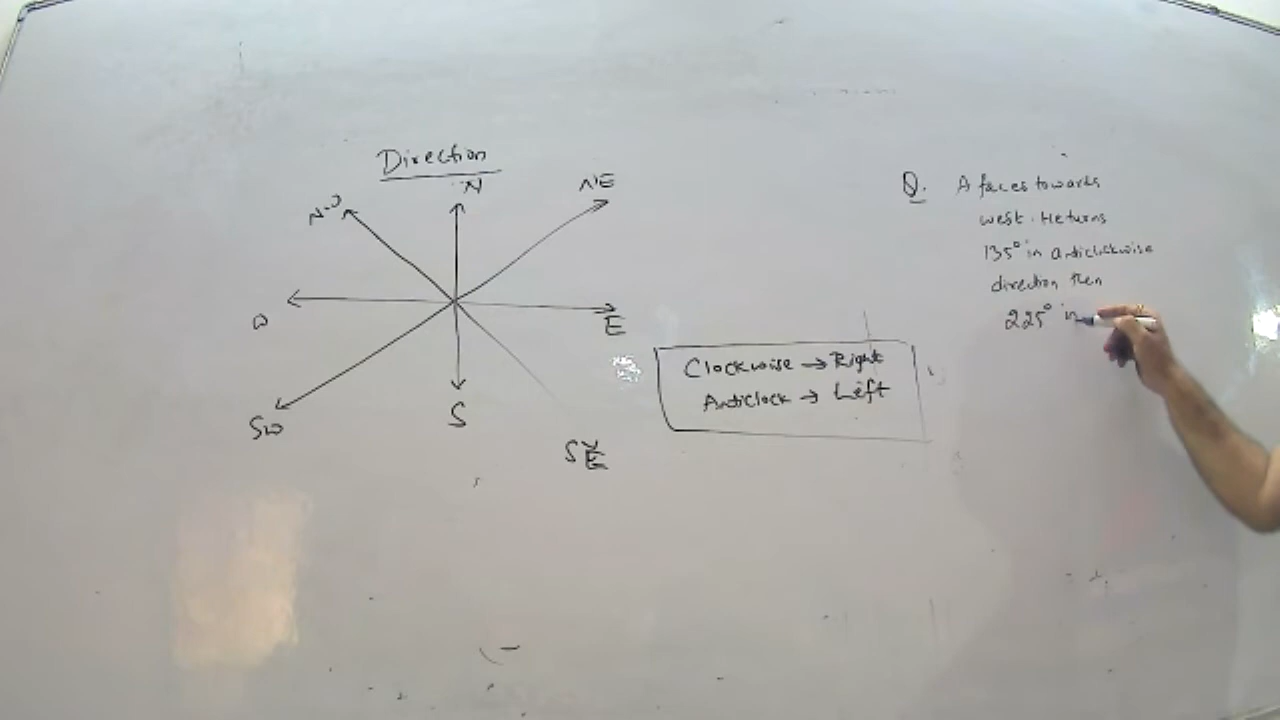 Direction
N
NE
N-W
W
E
SW
S
SE
Clockwise → Right
Anticlock → Left
Q. A faces towards
west. He turns
135° in anticlockwise
direction then
225° in